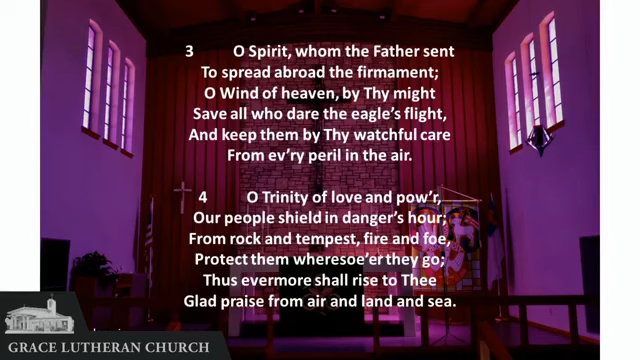 3 O Spirit, whom the Father sent
To spread abroad the firmament;
O Wind of heaven, by Thy might
Save all who dare the eagle's flight,
And keep them by Thy watchful care
From ev'ry peril in the air.
4 O Trinity of love and pow'r,
Our people shield in danger's hour;
From rock and tempest, fire and foe,
Protect them wheresoe'er they go;
Thus evermore shall rise to Thee
Glad praise from air and land and sea.
GRACE LUTHERAN CHURCH